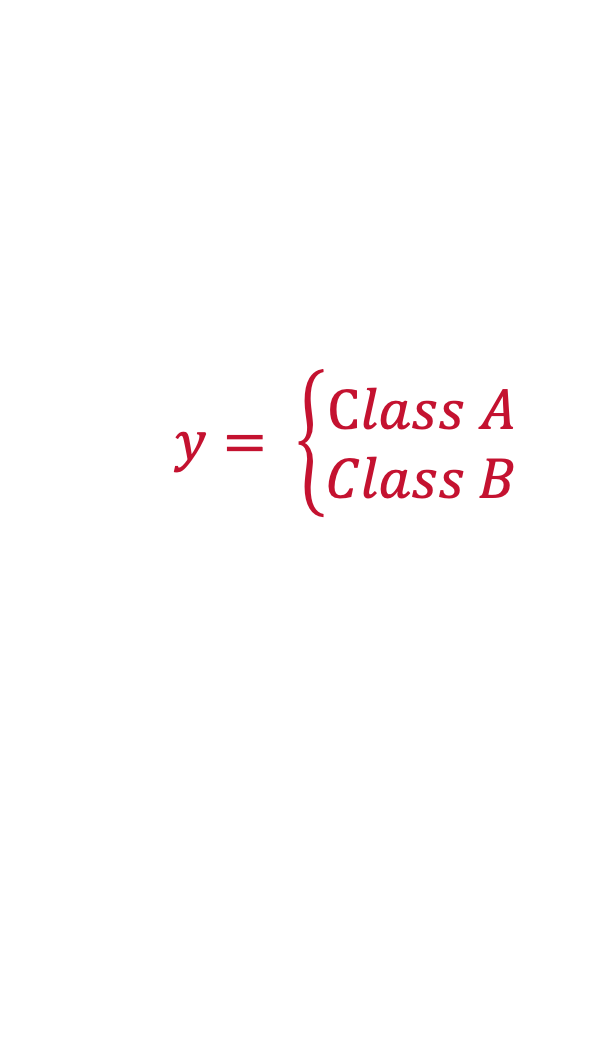 y = { Class A
Class B